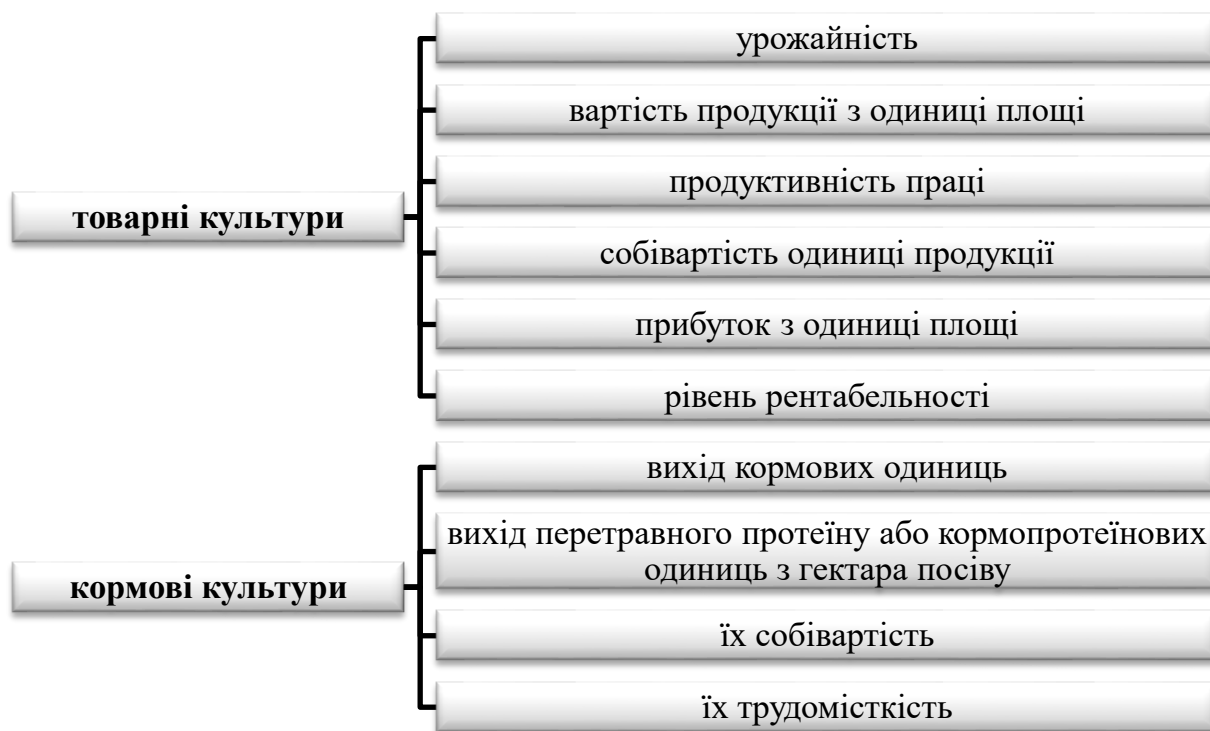 товарні культури
урожайність
вартість продукції з одиниці площі
продуктивність праці
собівартість одиниці продукції
прибуток з одиниці площі
рівень рентабельності
кормові культури
вихід кормових одиниць
вихід перетравного протеїну або кормопротеїнових
одиниць з гектара посіву
їх собівартість
їх трудомісткість